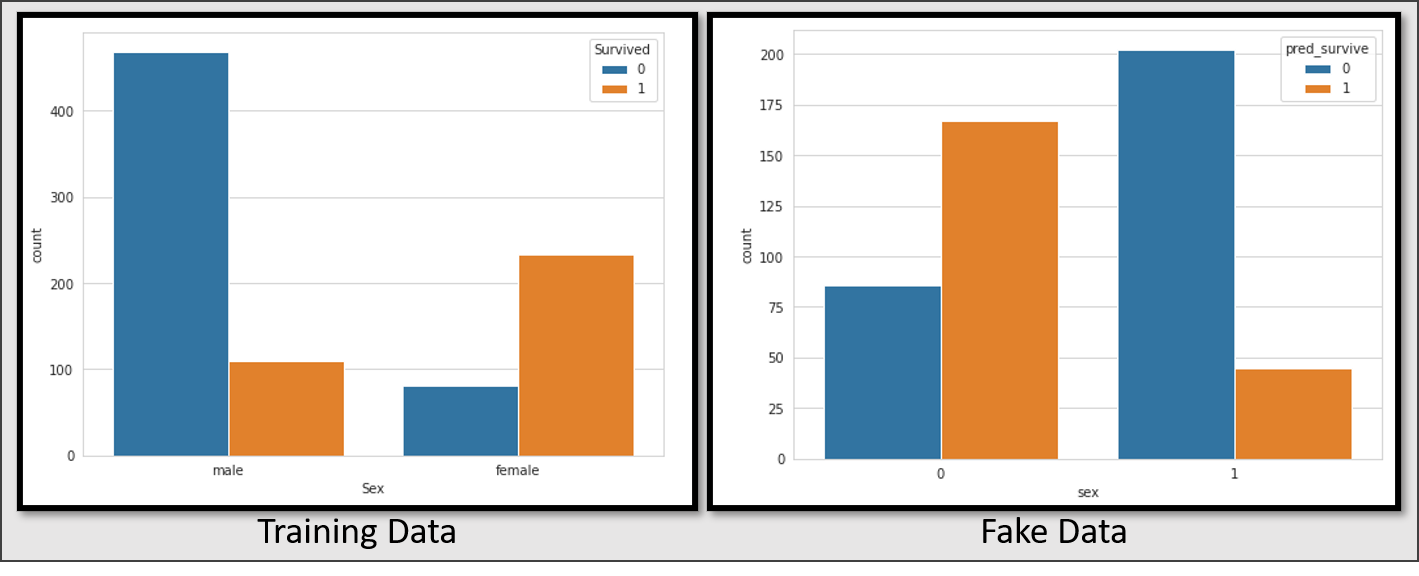 Survived
0
1
400
300
200
100
0
count
male female
Sex
Training Data
pred_survive
0
1
200
175
150
125
100
75
50
25
0
count
0 1
sex
Fake Data